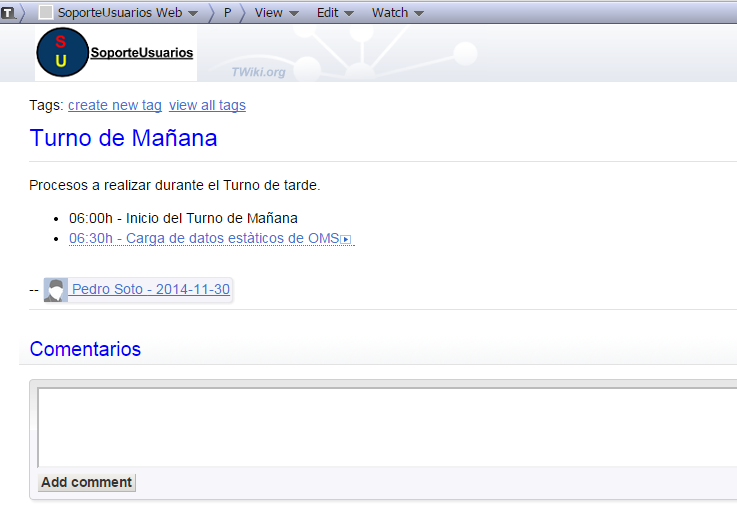 T SoporteUsuarios Web P View Edit Watch
S
U
SoporteUsuarios
TWiki.org
Tags: create new tag view all tags
Turno de Mañana
Procesos a realizar durante el Turno de tarde.
• 06:00h - Inicio del Turno de Mañana
• 06:30h - Carga de datos estàticos de OMS
-- Pedro Soto - 2014-11-30
Comentarios
Add comment